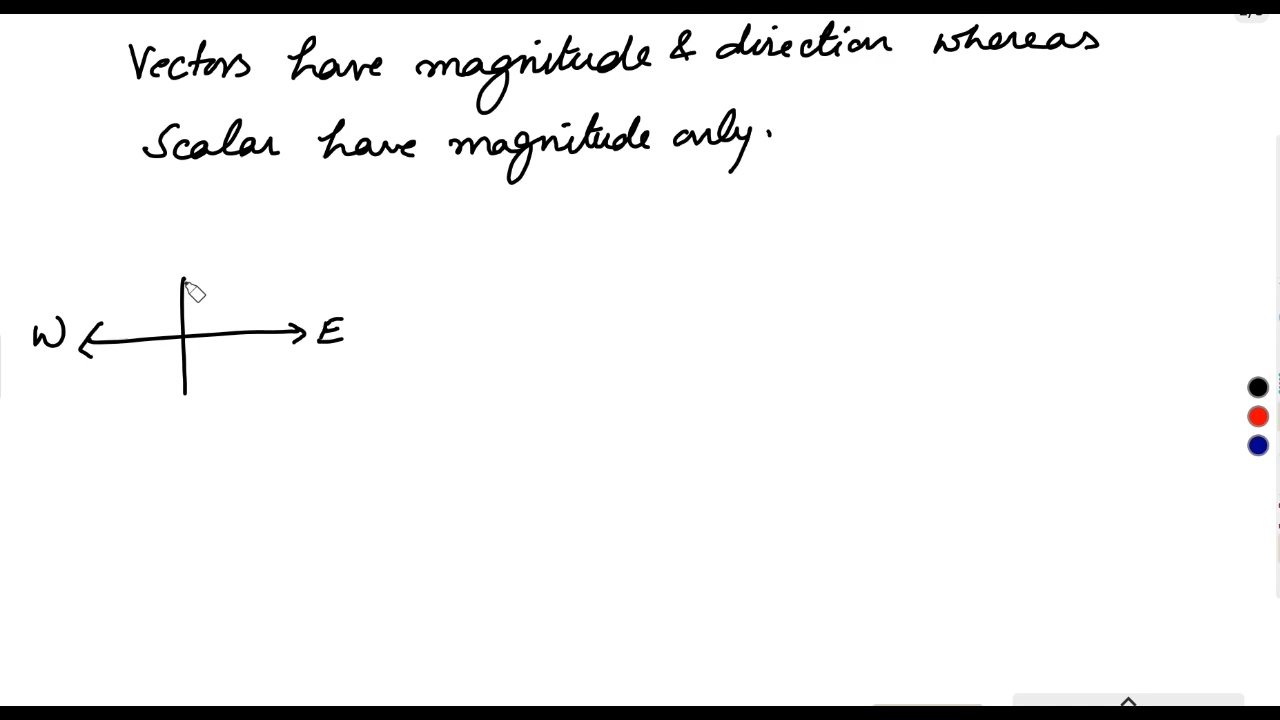 Vectors have magnitude & direction whereas
Scalar have magnitude only.
W E